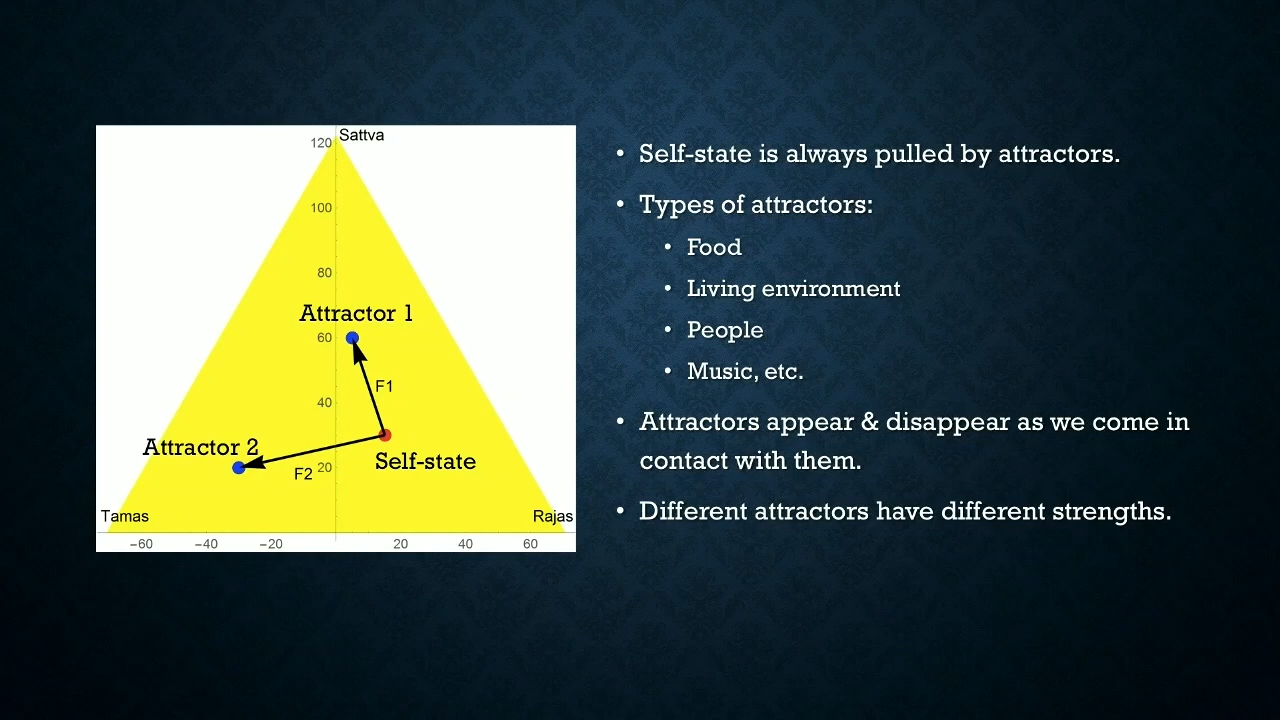 Sattva
120
100
80
Attractor 1
60
F1
40
Attractor 2
Self-state
F2
20
Tamas
Rajas
−60 −40 −20 20 40 60
• Self-state is always pulled by attractors.
• Types of attractors:
• Food
• Living environment
• People
• Music, etc.
• Attractors appear & disappear as we come in
contact with them.
• Different attractors have different strengths.